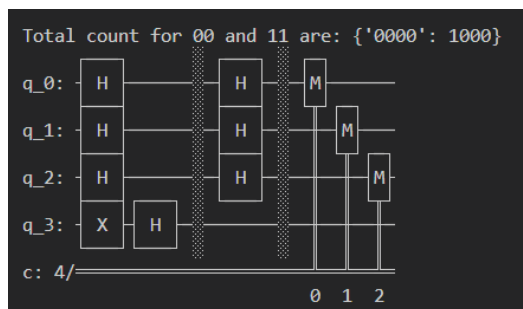 Total count for 00 and 11 are: {'0000': 1000}
q_0: H H M
q_1: H H M
q_2: H H M
q_3: X H
c: 4/
0 1 2